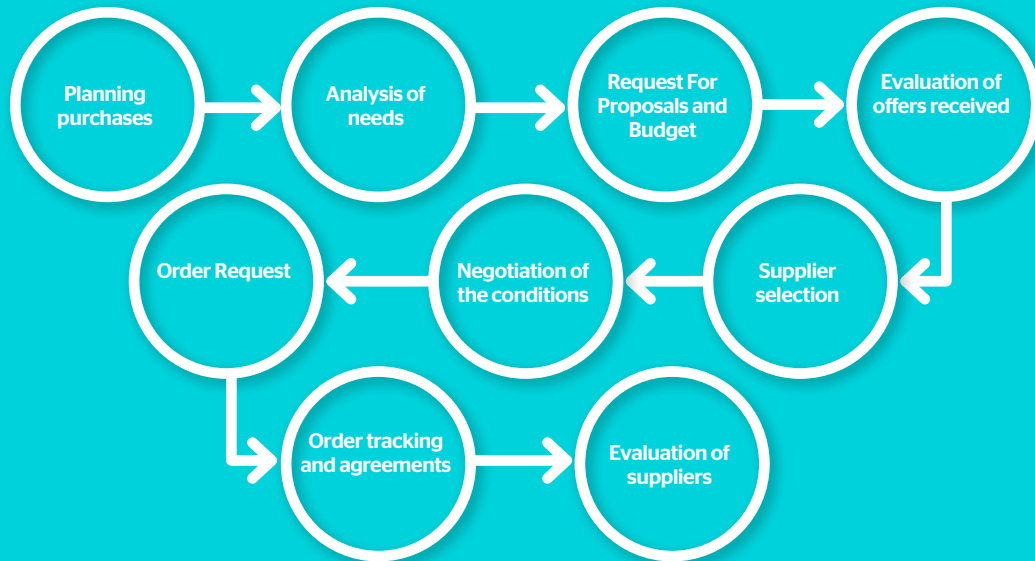 Planning
purchases
Analysis of
needs
Request For
Proposals and
Budget
Evaluation of
offers received
Supplier
selection
Negotiation of
the conditions
Order Request
Order tracking
and agreements
Evaluation of
suppliers